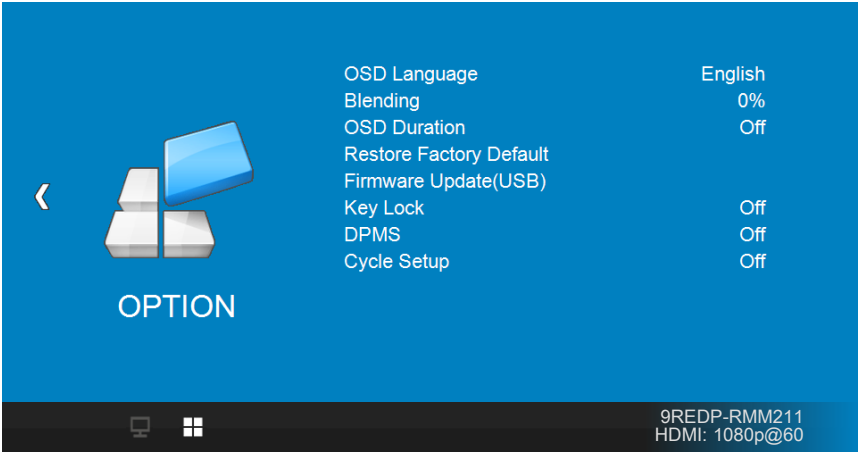 OSD Language English
Blending 0%
OSD Duration Off
Restore Factory Default
Firmware Update(USB)
Key Lock Off
DPMS Off
Cycle Setup Off
OPTION
9REDP-RMM211
HDMI: 1080p@60